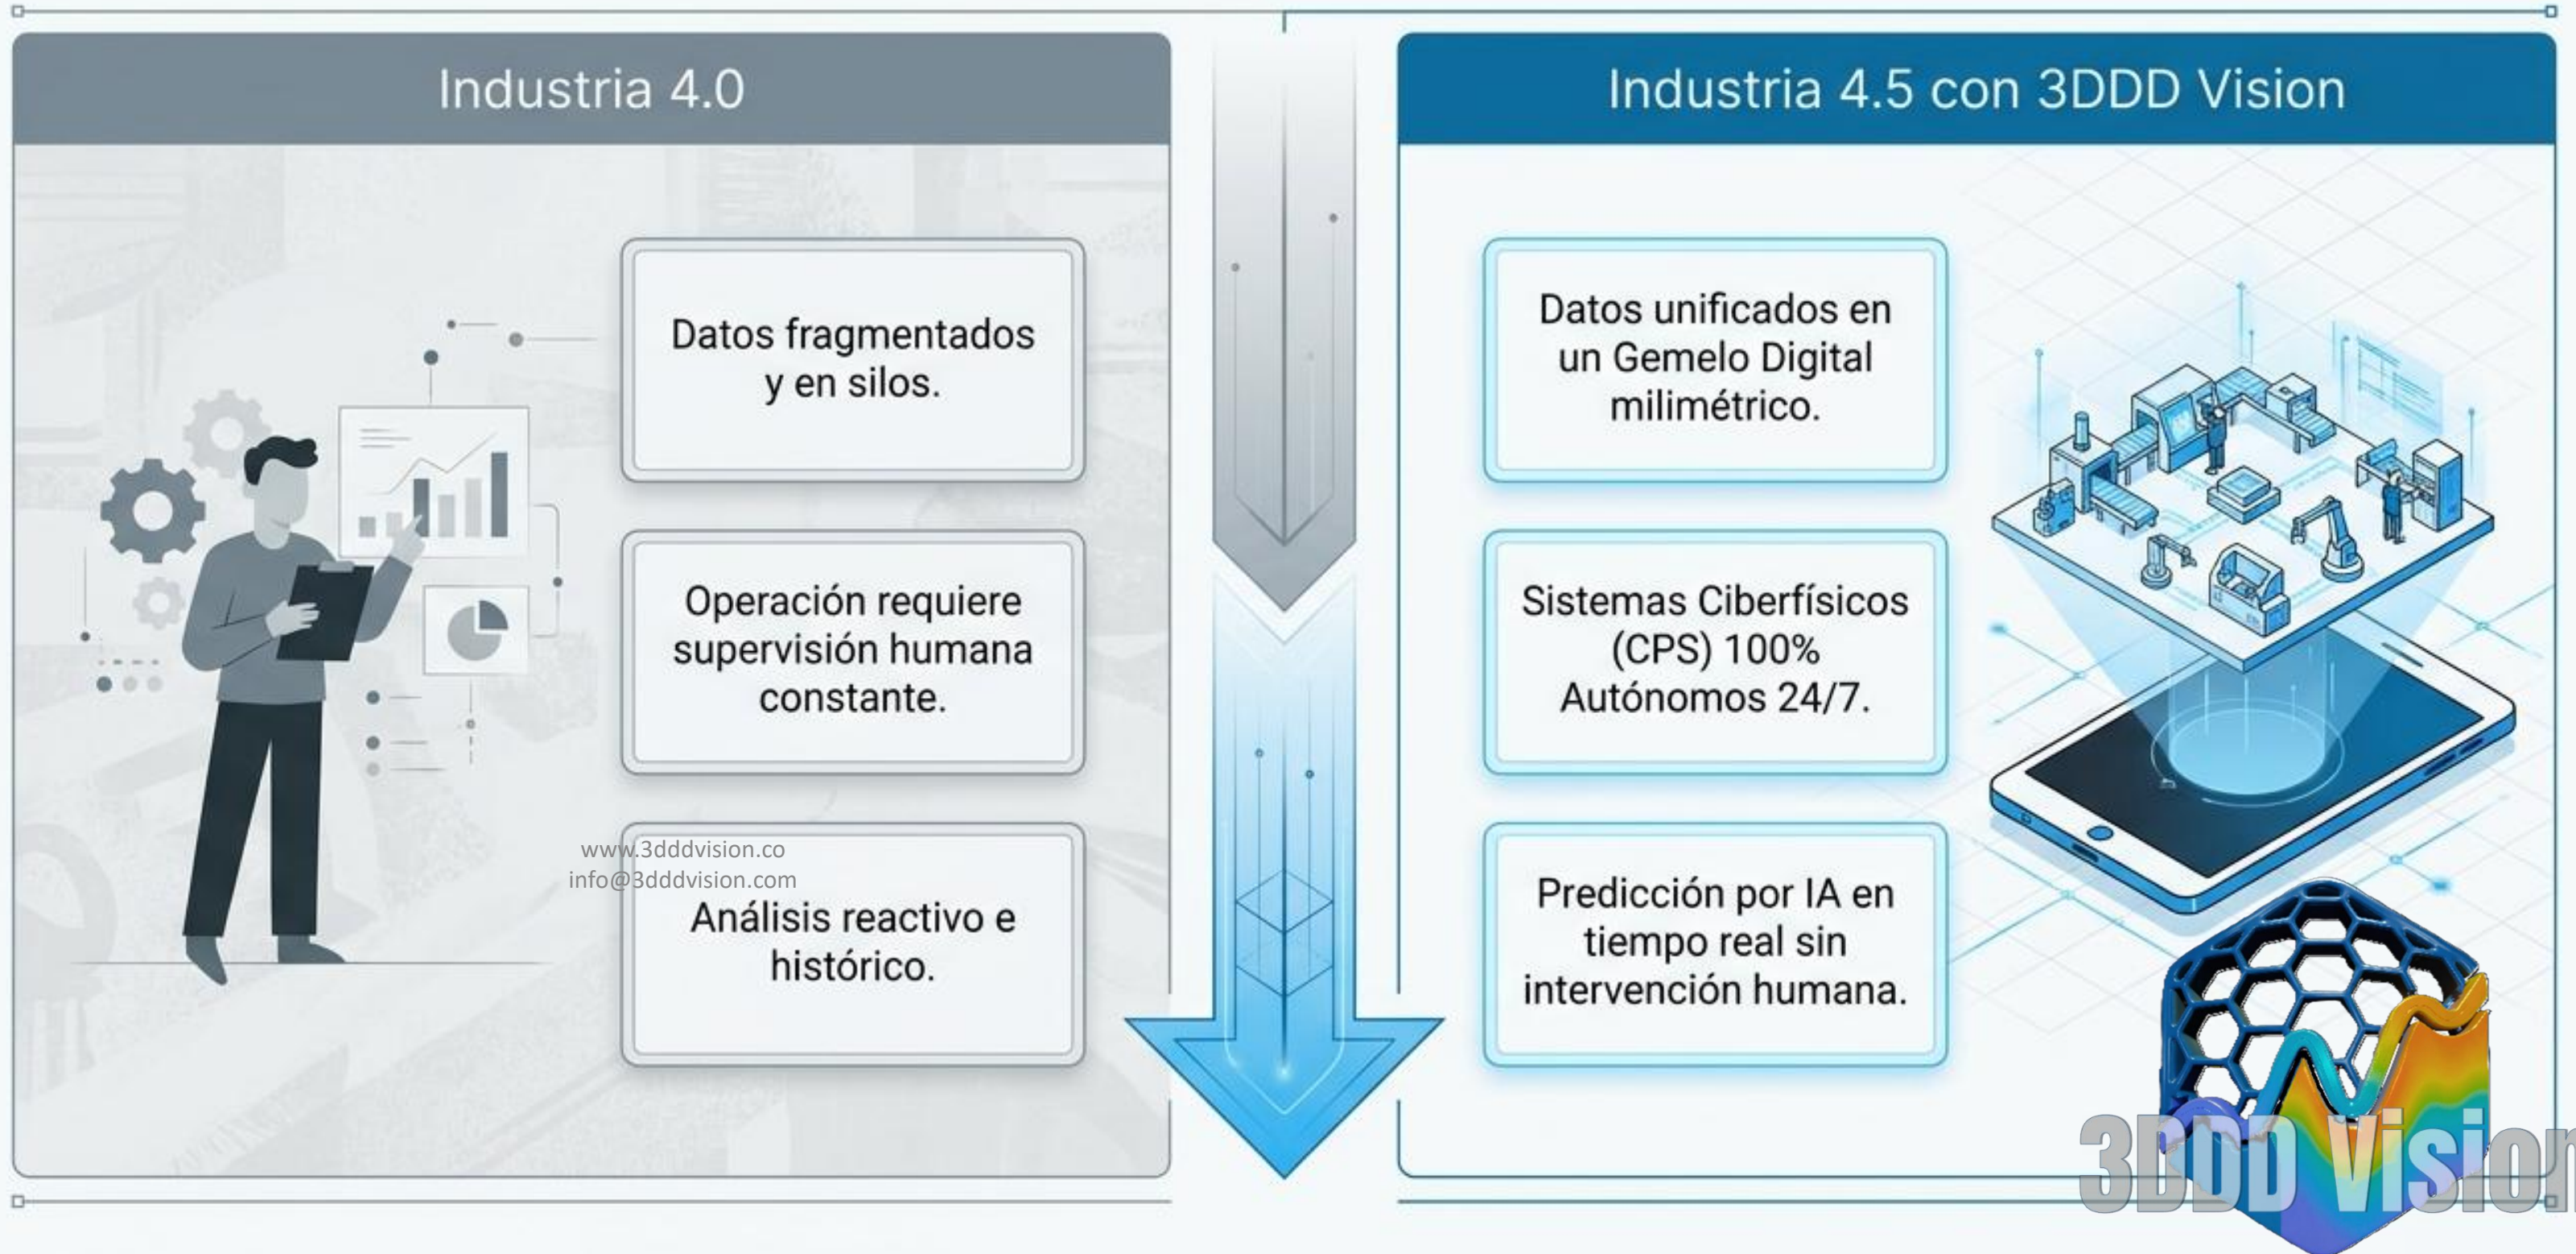 Industria 4.0
Datos fragmentados
y en silos.
Operación requiere
supervisión humana
constante.
www.3dddvision.co
info@3dddvision.com
Análisis reactivo e
histórico.
Industria 4.5 con 3DDD Vision
Datos unificados en
un Gemelo Digital
milimétrico.
Sistemas Ciberfísicos
(CPS) 100%
Autónomos 24/7.
Predicción por IA en
tiempo real sin
intervención humana.
3DDD Vision